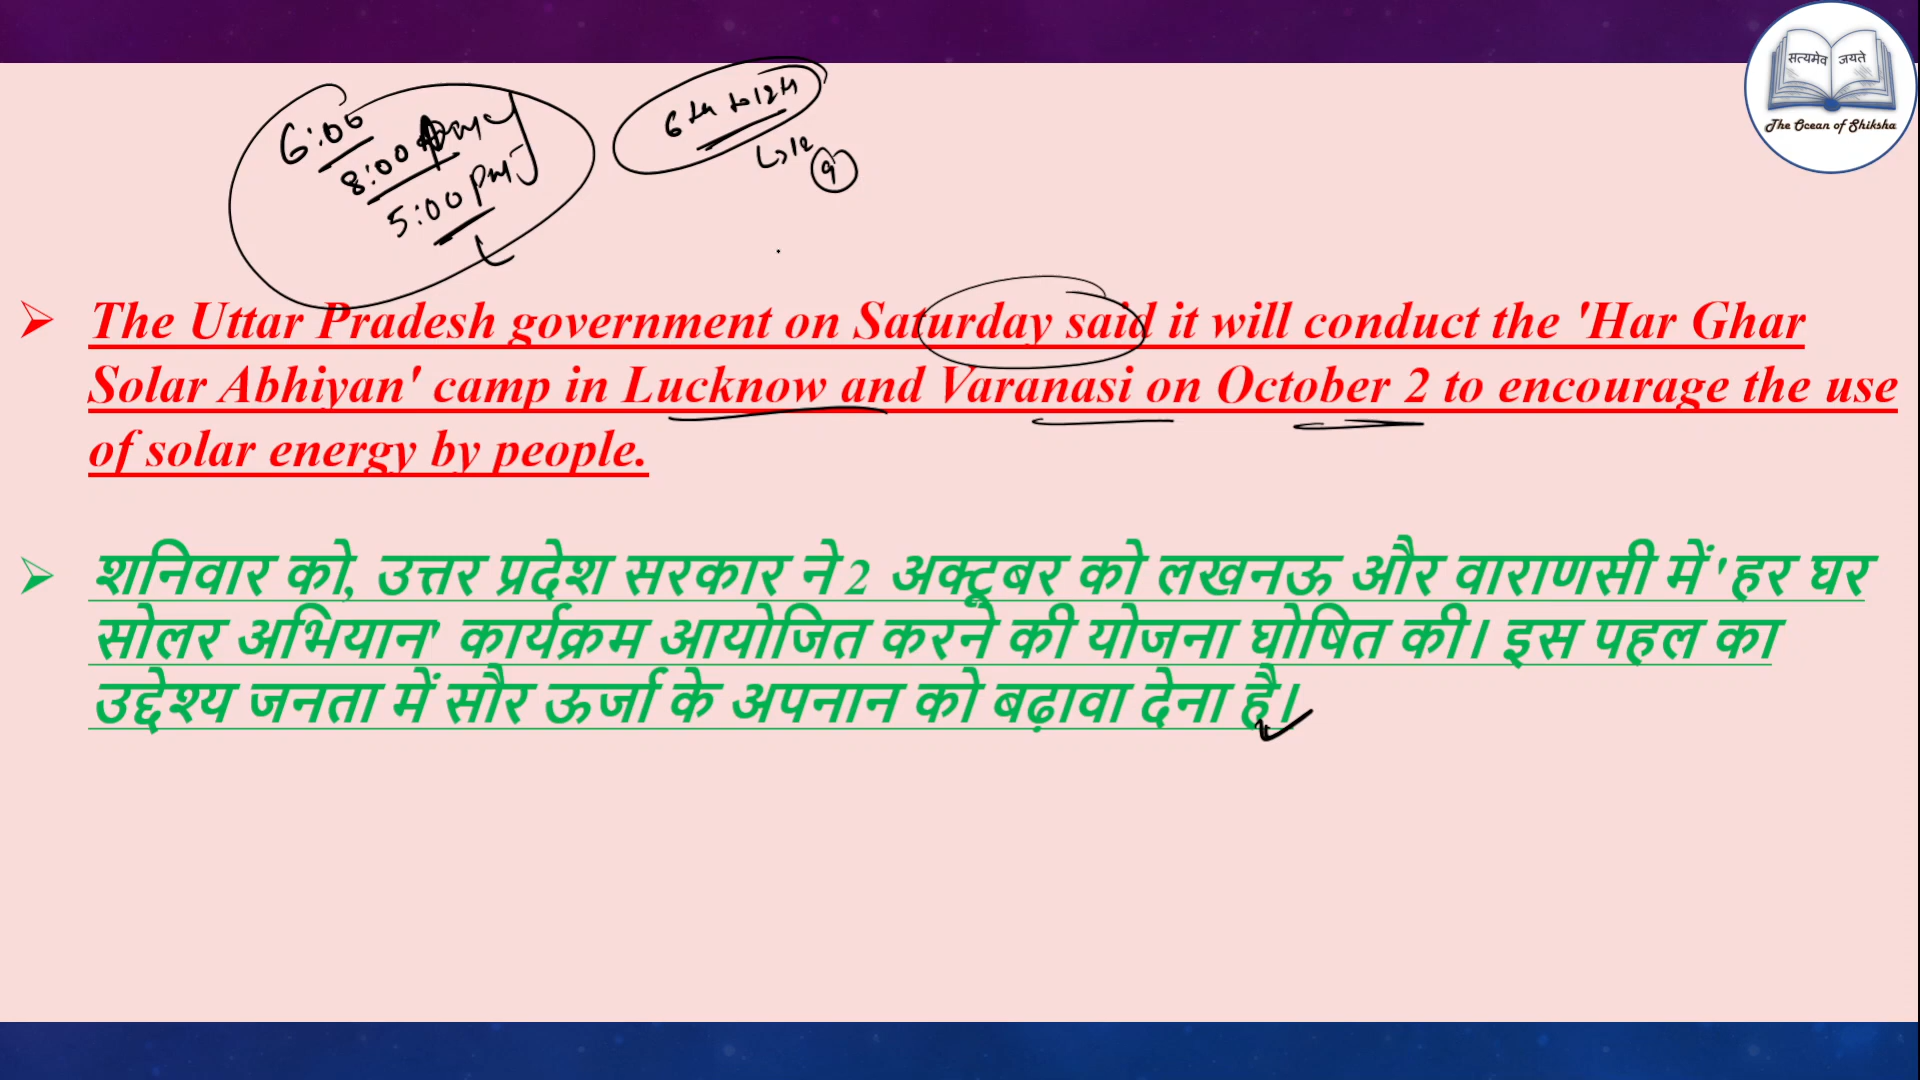 सत्यमेव जयते
The Ocean of Shiksha
6:00
8:00
5:00 pm
6th to 12th
↳ 12
9
➢ The Uttar Pradesh government on Saturday said it will conduct the 'Har Ghar
Solar Abhiyan' camp in Lucknow and Varanasi on October 2 to encourage the use
of solar energy by people.
➢ शनिवार को, उत्तर प्रदेश सरकार ने 2 अक्टूबर को लखनऊ और वाराणसी में 'हर घर
सोलर अभियान' कार्यक्रम आयोजित करने की योजना घोषित की। इस पहल का
उद्देश्य जनता में सौर ऊर्जा के अपनान को बढ़ावा देना है।